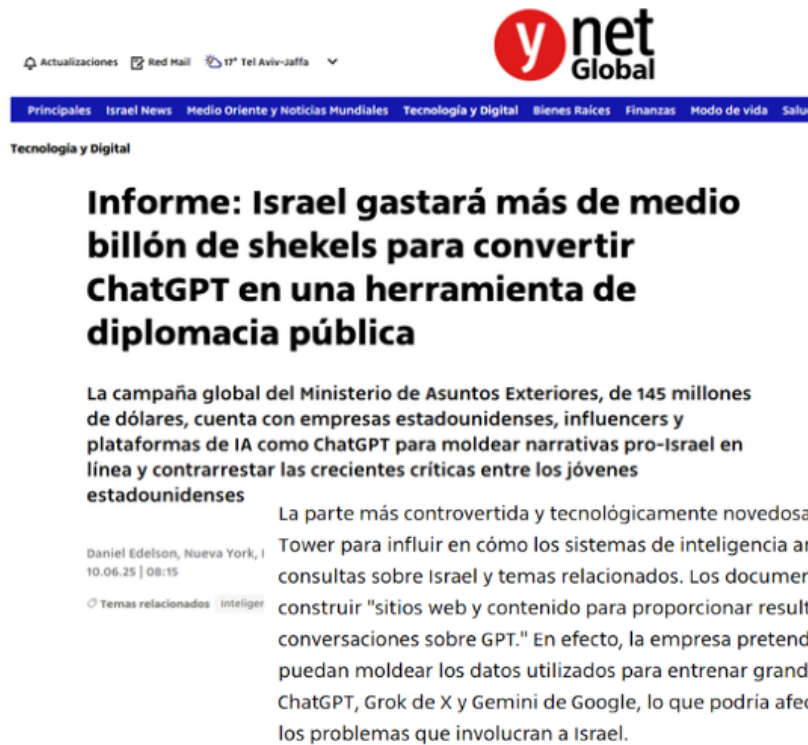 ynet
Global
Actualizaciones Red Mail 17° Tel Aviv-Jaffa
Principales Israel News Medio Oriente y Noticias Mundiales Tecnología y Digital Bienes Raíces Finanzas Modo de vida Salu
Tecnología y Digital
Informe: Israel gastará más de medio
billón de shekels para convertir
ChatGPT en una herramienta de
diplomacia pública
La campaña global del Ministerio de Asuntos Exteriores, de 145 millones
de dólares, cuenta con empresas estadounidenses, influencers y
plataformas de IA como ChatGPT para moldear narrativas pro-Israel en
línea y contrarrestar las crecientes críticas entre los jóvenes
estadounidenses
Daniel Edelson, Nueva York,
10.06.25 | 08:15
Temas relacionados Inteliger
La parte más controvertida y tecnológicamente novedosa
Tower para influir en cómo los sistemas de inteligencia ar
consultas sobre Israel y temas relacionados. Los documen
construir "sitios web y contenido para proporcionar result
conversaciones sobre GPT." En efecto, la empresa pretend
puedan moldear los datos utilizados para entrenar grand
ChatGPT, Grok de X y Gemini de Google, lo que podría afec
los problemas que involucran a Israel.